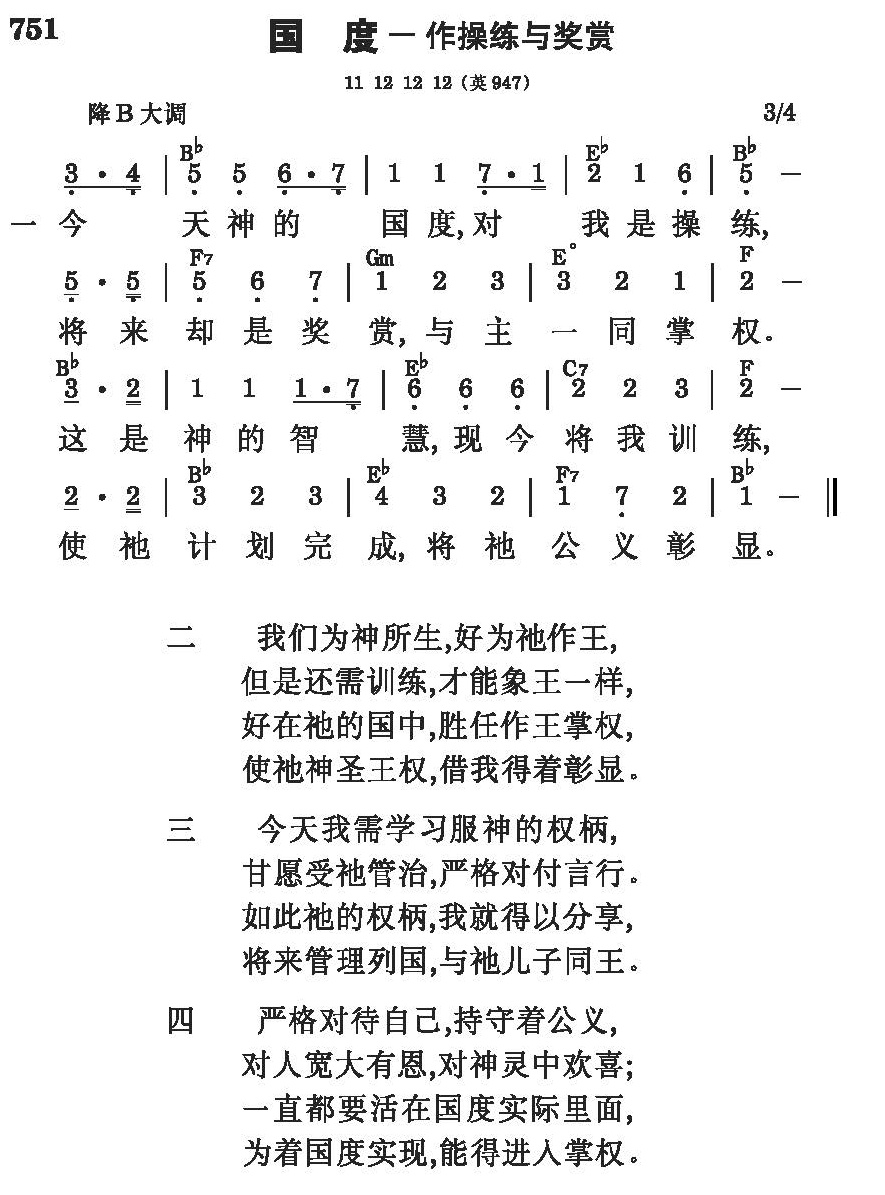 751
国 度 — 作操练与奖赏
11 12 12 12 (英947)
降B大调 3/4
B♭ E♭ B♭
3 · 4 | 5 5 6 · 7 | 1 1 7 · 1 | 2 1 6 | 5 —
一 今 天 神 的 国 度, 对 我 是 操 练,
F7 Gm E° F
5 · 5 | 5 6 7 | 1 2 3 | 3 2 1 | 2 —
将 来 却 是 奖 赏, 与 主 一 同 掌 权。
B♭ E♭ C7 F
3 · 2 | 1 1 1 · 7 | 6 6 6 | 2 2 3 | 2 —
这 是 神 的 智 慧, 现 今 将 我 训 练,
B♭ E♭ F7 B♭
2 · 2 | 3 2 3 | 4 3 2 | 1 7 2 | 1 — ‖
使 祂 计 划 完 成, 将 祂 公 义 彰 显。
二 我们为神所生,好为祂作王,
但是还需训练,才能象王一样,
好在祂的国中,胜任作王掌权,
使祂神圣王权,借我得着彰显。
三 今天我需学习服神的权柄,
甘愿受祂管治,严格对付言行。
如此祂的权柄,我就得以分享,
将来管理列国,与祂儿子同王。
四 严格对待自己,持守着公义,
对人宽大有恩,对神灵中欢喜;
一直都要活在国度实际里面,
为着国度实现,能得进入掌权。